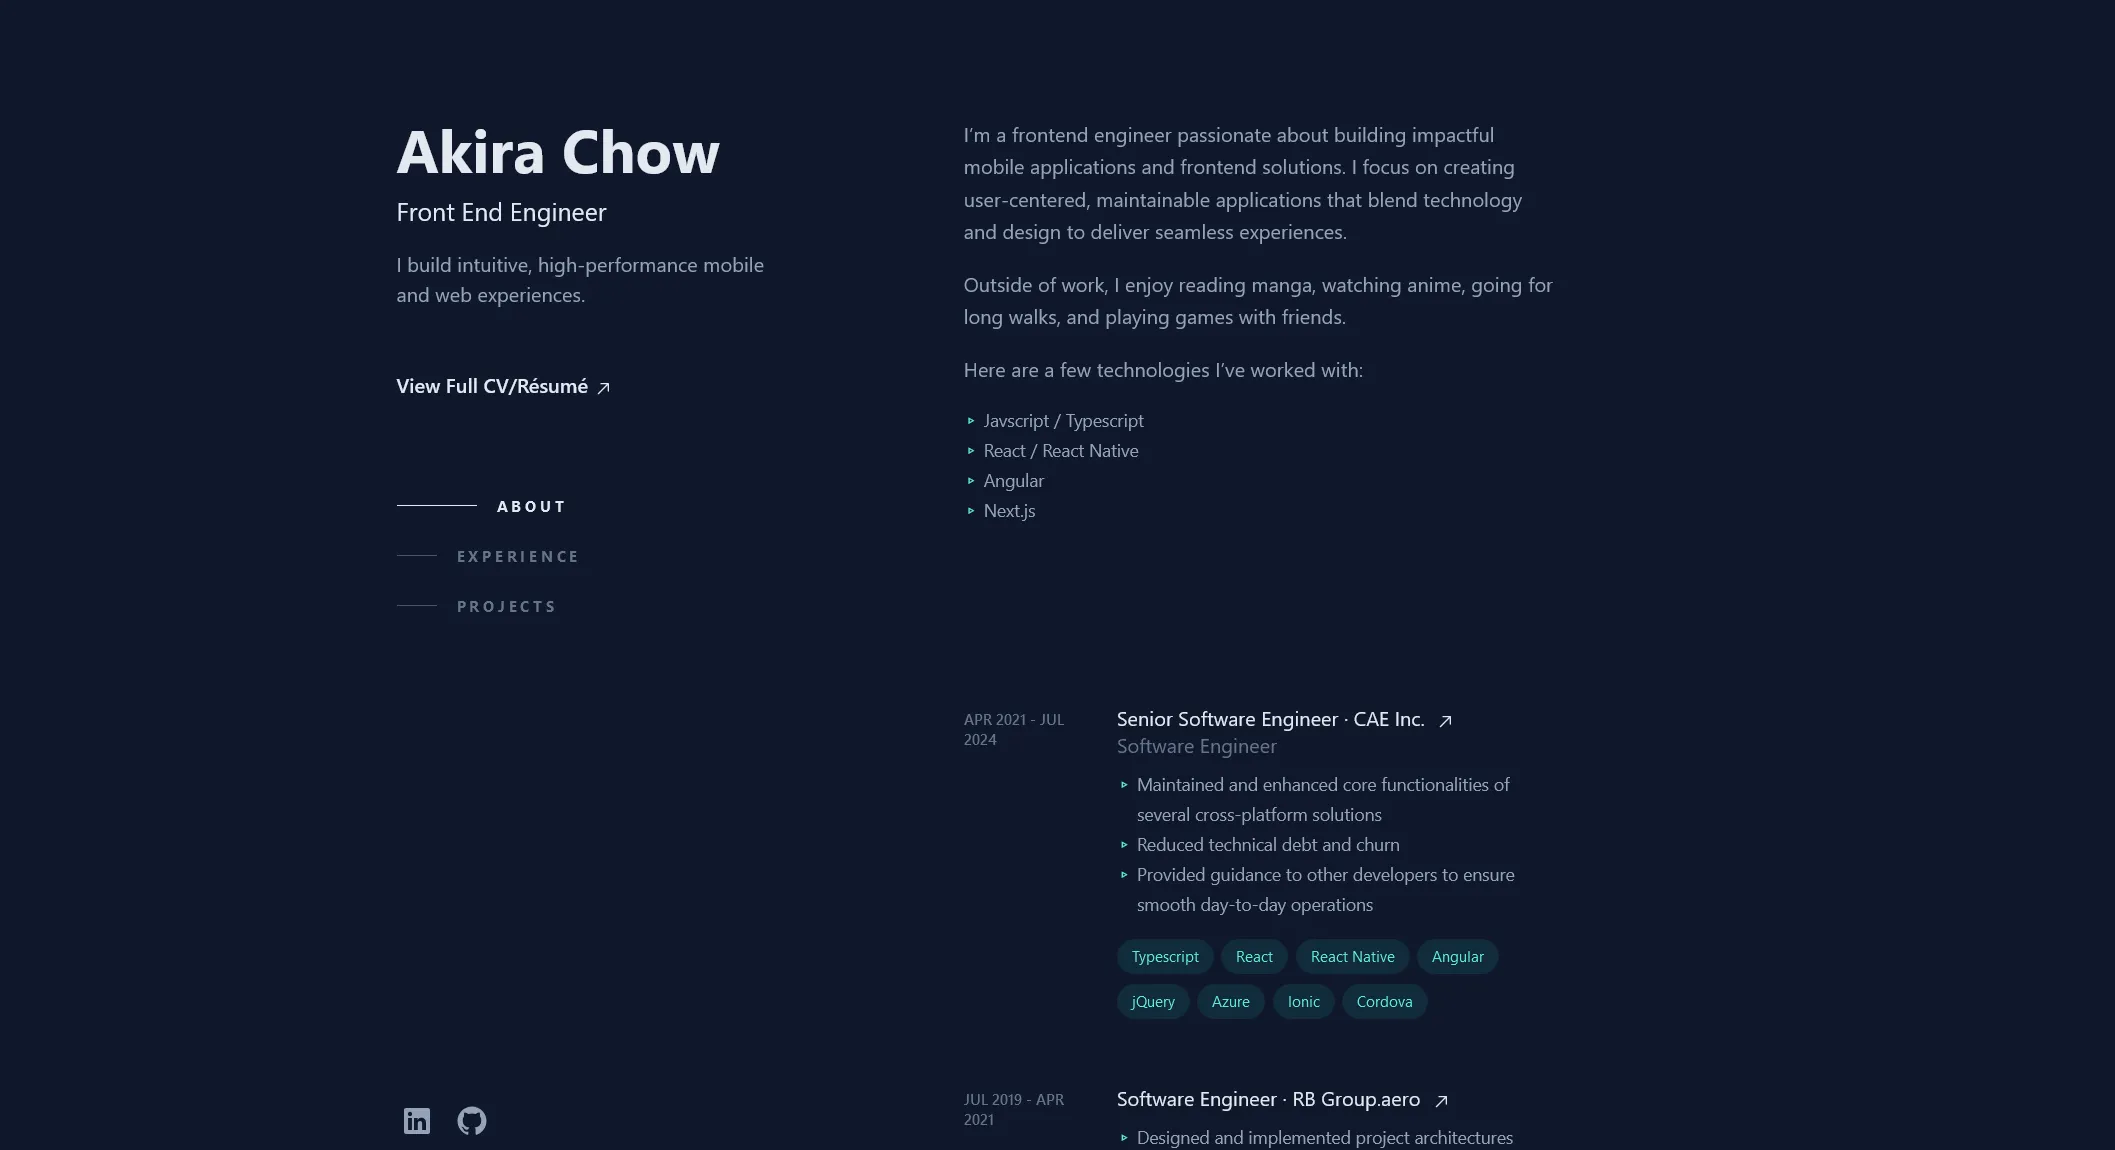 Akira Chow
Front End Engineer
I build intuitive, high-performance mobile
and web experiences.
View Full CV/Résumé
ABOUT
EXPERIENCE
PROJECTS
I’m a frontend engineer passionate about building impactful
mobile applications and frontend solutions. I focus on creating
user-centered, maintainable applications that blend technology
and design to deliver seamless experiences.
Outside of work, I enjoy reading manga, watching anime, going for
long walks, and playing games with friends.
Here are a few technologies I’ve worked with:
Javscript / Typescript
React / React Native
Angular
Next.js
APR 2021 - JUL
2024
Senior Software Engineer · CAE Inc.
Software Engineer
Maintained and enhanced core functionalities of
several cross-platform solutions
Reduced technical debt and churn
Provided guidance to other developers to ensure
smooth day-to-day operations
Typescript React React Native Angular
jQuery Azure Ionic Cordova
JUL 2019 - APR
2021
Software Engineer · RB Group.aero
Designed and implemented project architectures
in